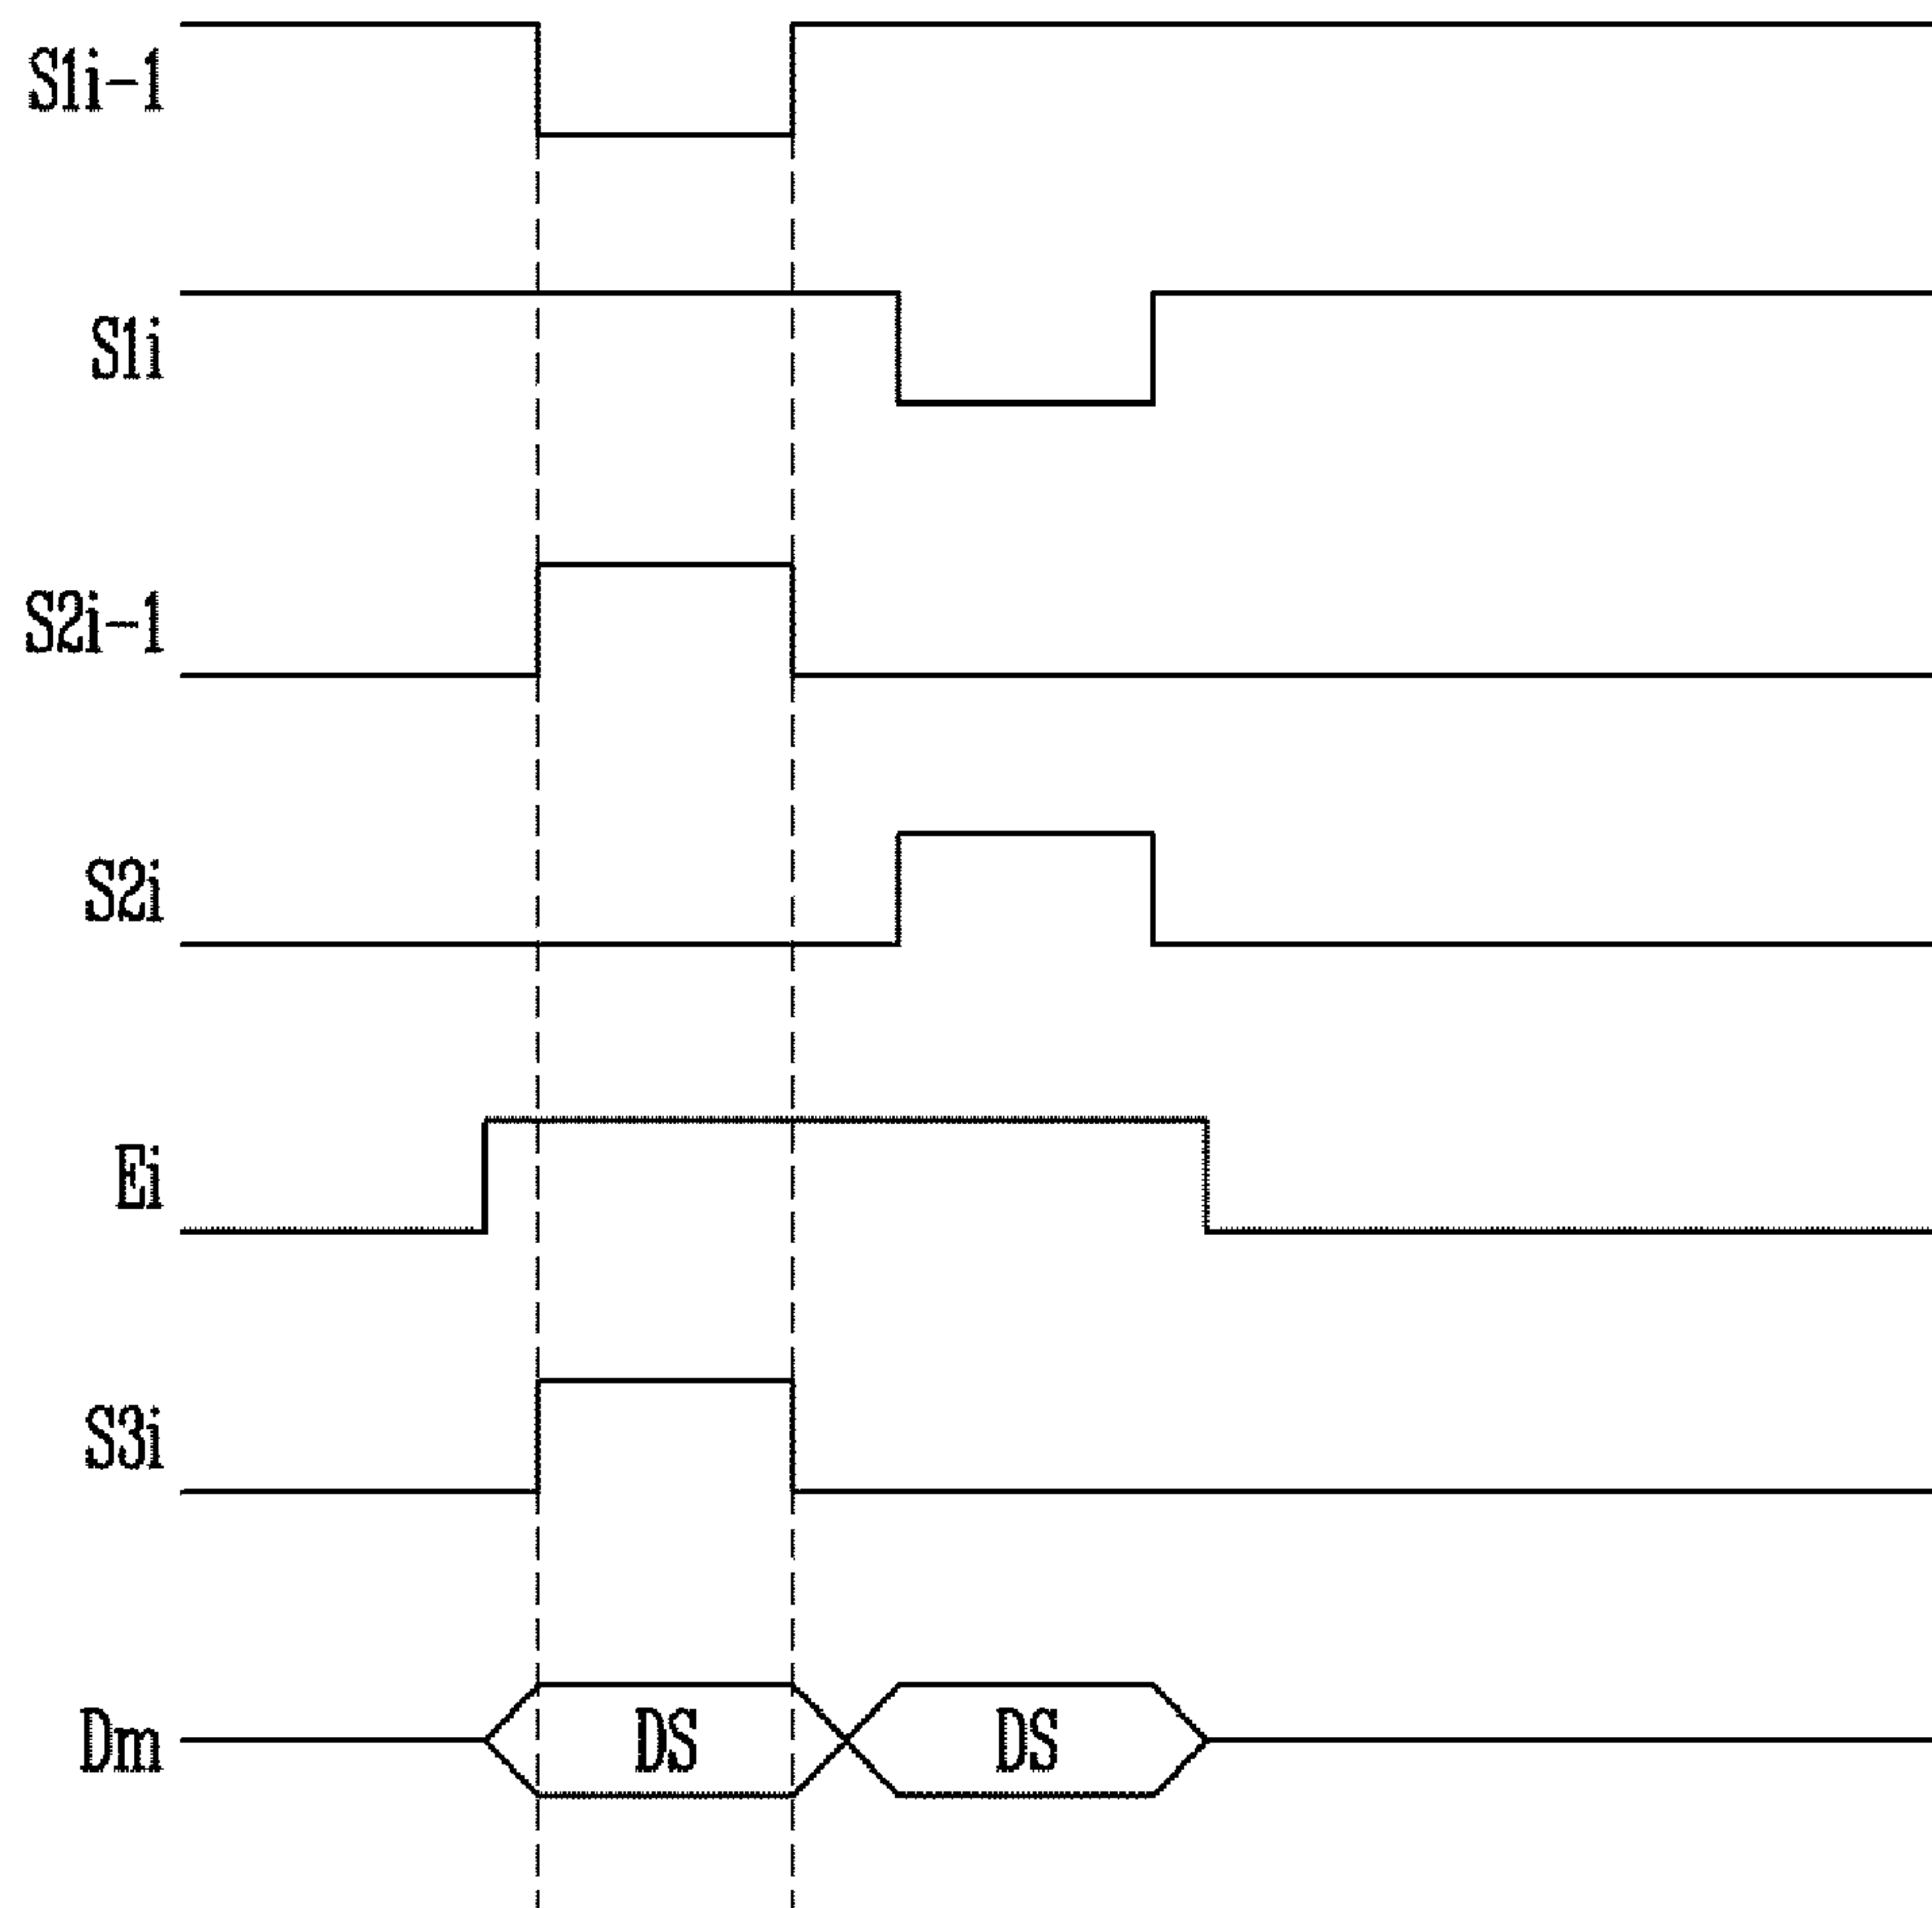 S1i-1
S1i
S2i-1
S2i
Ei
S3i
Dm DS DS